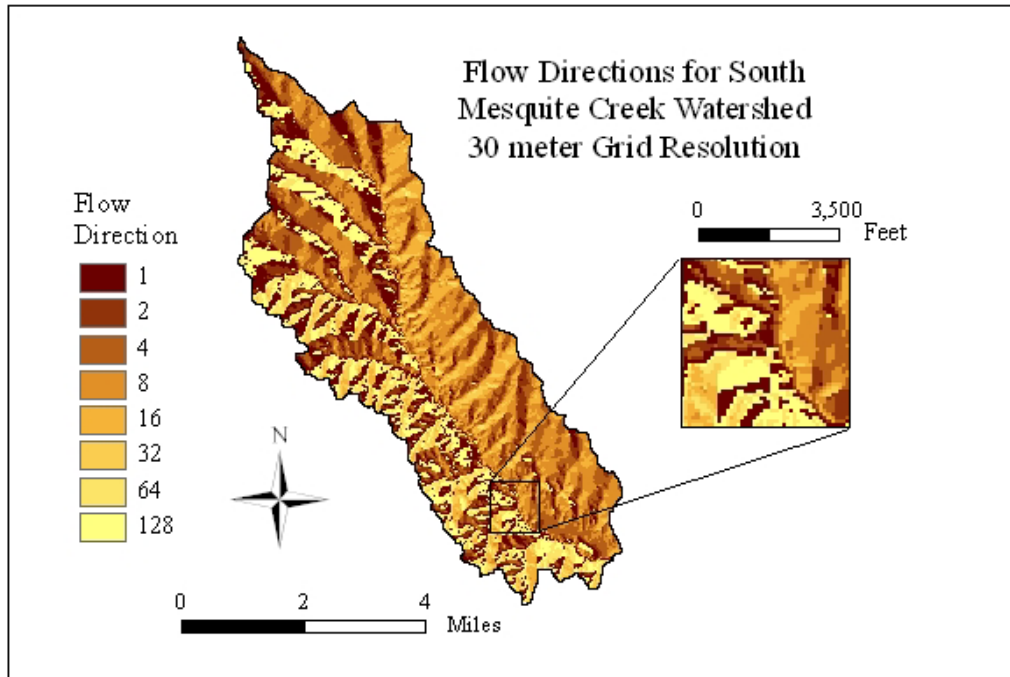 Flow Directions for South
Mesquite Creek Watershed
30 meter Grid Resolution
Flow
Direction
1
2
4
8
16
32
64
128
0 3,500
Feet
N
0 2 4
Miles